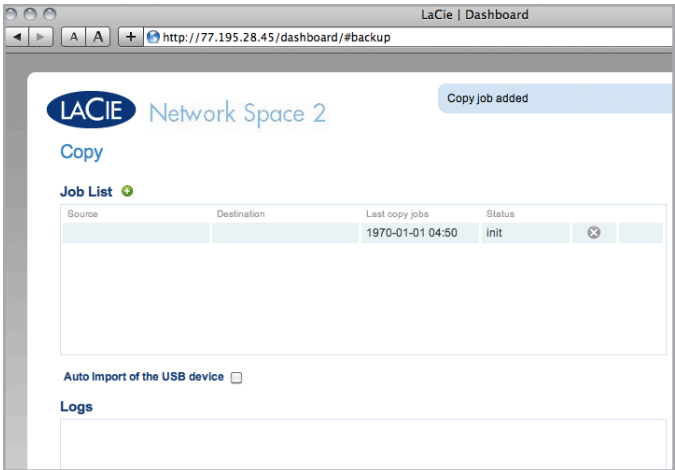 LaCie | Dashboard
A A + http://77.195.28.45/dashboard/#backup
Copy job added
LACIE Network Space 2
Copy
Job List
Source Destination Last copy jobs Status
1970-01-01 04:50 init
Auto Import of the USB device
Logs